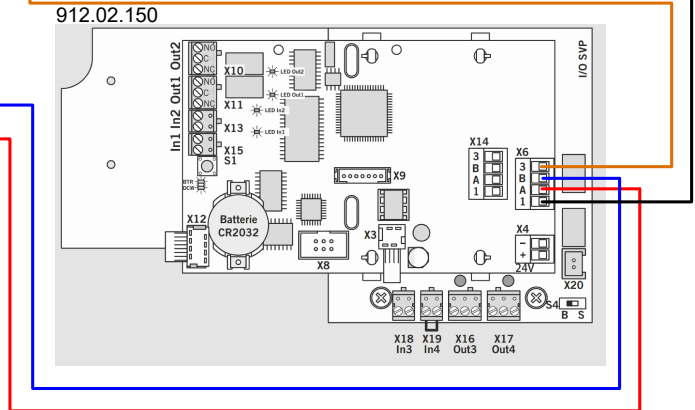 912.02.150
I/O SVP
Out2
NO
C
NC
X10
LED Out2
Out1
NO
C
NC
X11
LED Out1
LED In2
In2
X13
LED In1
In1
X15
S1
BTR
DCW
X12
Batterie
CR2032
X9
X3
X8
X14
3
B
A
1
X6
3
B
A
1
X4
-
+
24V
X20
S4
B S
X18
In3
X19
In4
X16
Out3
X17
Out4